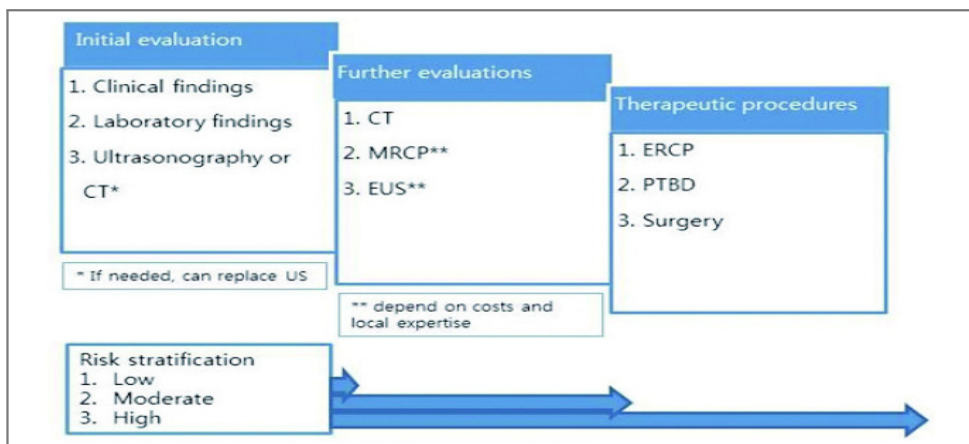 Initial evaluation
1. Clinical findings
2. Laboratory findings
3. Ultrasonography or
CT*
* If needed, can replace US
Further evaluations
1. CT
2. MRCP**
3. EUS**
** depend on costs and
local expertise
Therapeutic procedures
1. ERCP
2. PTBD
3. Surgery
Risk stratification
1. Low
2. Moderate
3. High